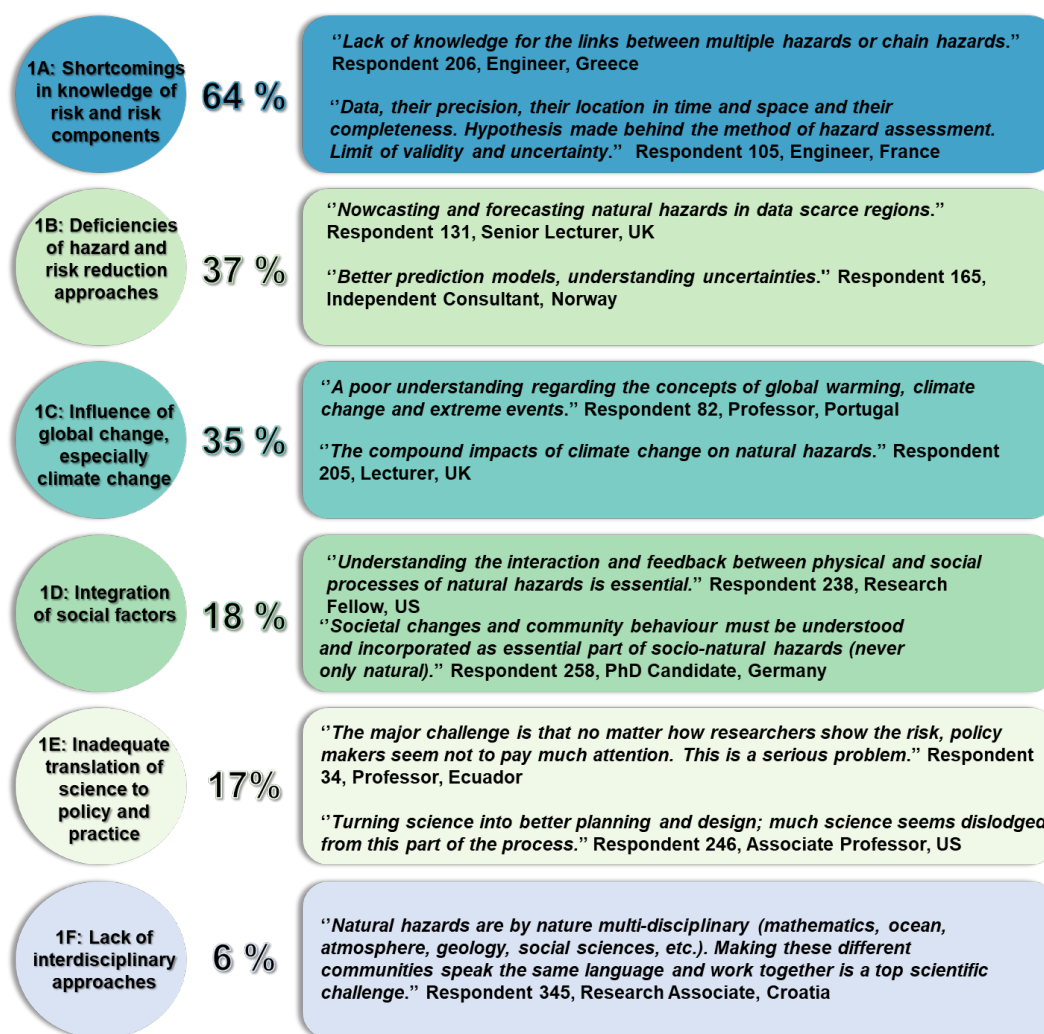 1A: Shortcomings
in knowledge of
risk and risk
components
64 %
‘’Lack of knowledge for the links between multiple hazards or chain hazards.’’
Respondent 206, Engineer, Greece
‘’Data, their precision, their location in time and space and their
completeness. Hypothesis made behind the method of hazard assessment.
Limit of validity and uncertainty.’’ Respondent 105, Engineer, France
1B: Deficiencies
of hazard and
risk reduction
approaches
37 %
‘’Nowcasting and forecasting natural hazards in data scarce regions.’’
Respondent 131, Senior Lecturer, UK
‘’Better prediction models, understanding uncertainties.'' Respondent 165,
Independent Consultant, Norway
1C: Influence of
global change,
especially
climate change
35 %
‘’A poor understanding regarding the concepts of global warming, climate
change and extreme events.’’ Respondent 82, Professor, Portugal
‘’The compound impacts of climate change on natural hazards.’’ Respondent
205, Lecturer, UK
1D: Integration
of social factors
18 %
‘’Understanding the interaction and feedback between physical and social
processes of natural hazards is essential.’’ Respondent 238, Research
Fellow, US
‘’Societal changes and community behaviour must be understood
and incorporated as essential part of socio-natural hazards (never
only natural).’’ Respondent 258, PhD Candidate, Germany
1E: Inadequate
translation of
science to
policy and
practice
17%
‘’The major challenge is that no matter how researchers show the risk, policy
makers seem not to pay much attention. This is a serious problem.’’ Respondent
34, Professor, Ecuador
‘’Turning science into better planning and design; much science seems dislodged
from this part of the process.’’ Respondent 246, Associate Professor, US
1F: Lack of
interdisciplinary
approaches
6 %
‘’Natural hazards are by nature multi-disciplinary (mathematics, ocean,
atmosphere, geology, social sciences, etc.). Making these different
communities speak the same language and work together is a top scientific
challenge.’’ Respondent 345, Research Associate, Croatia